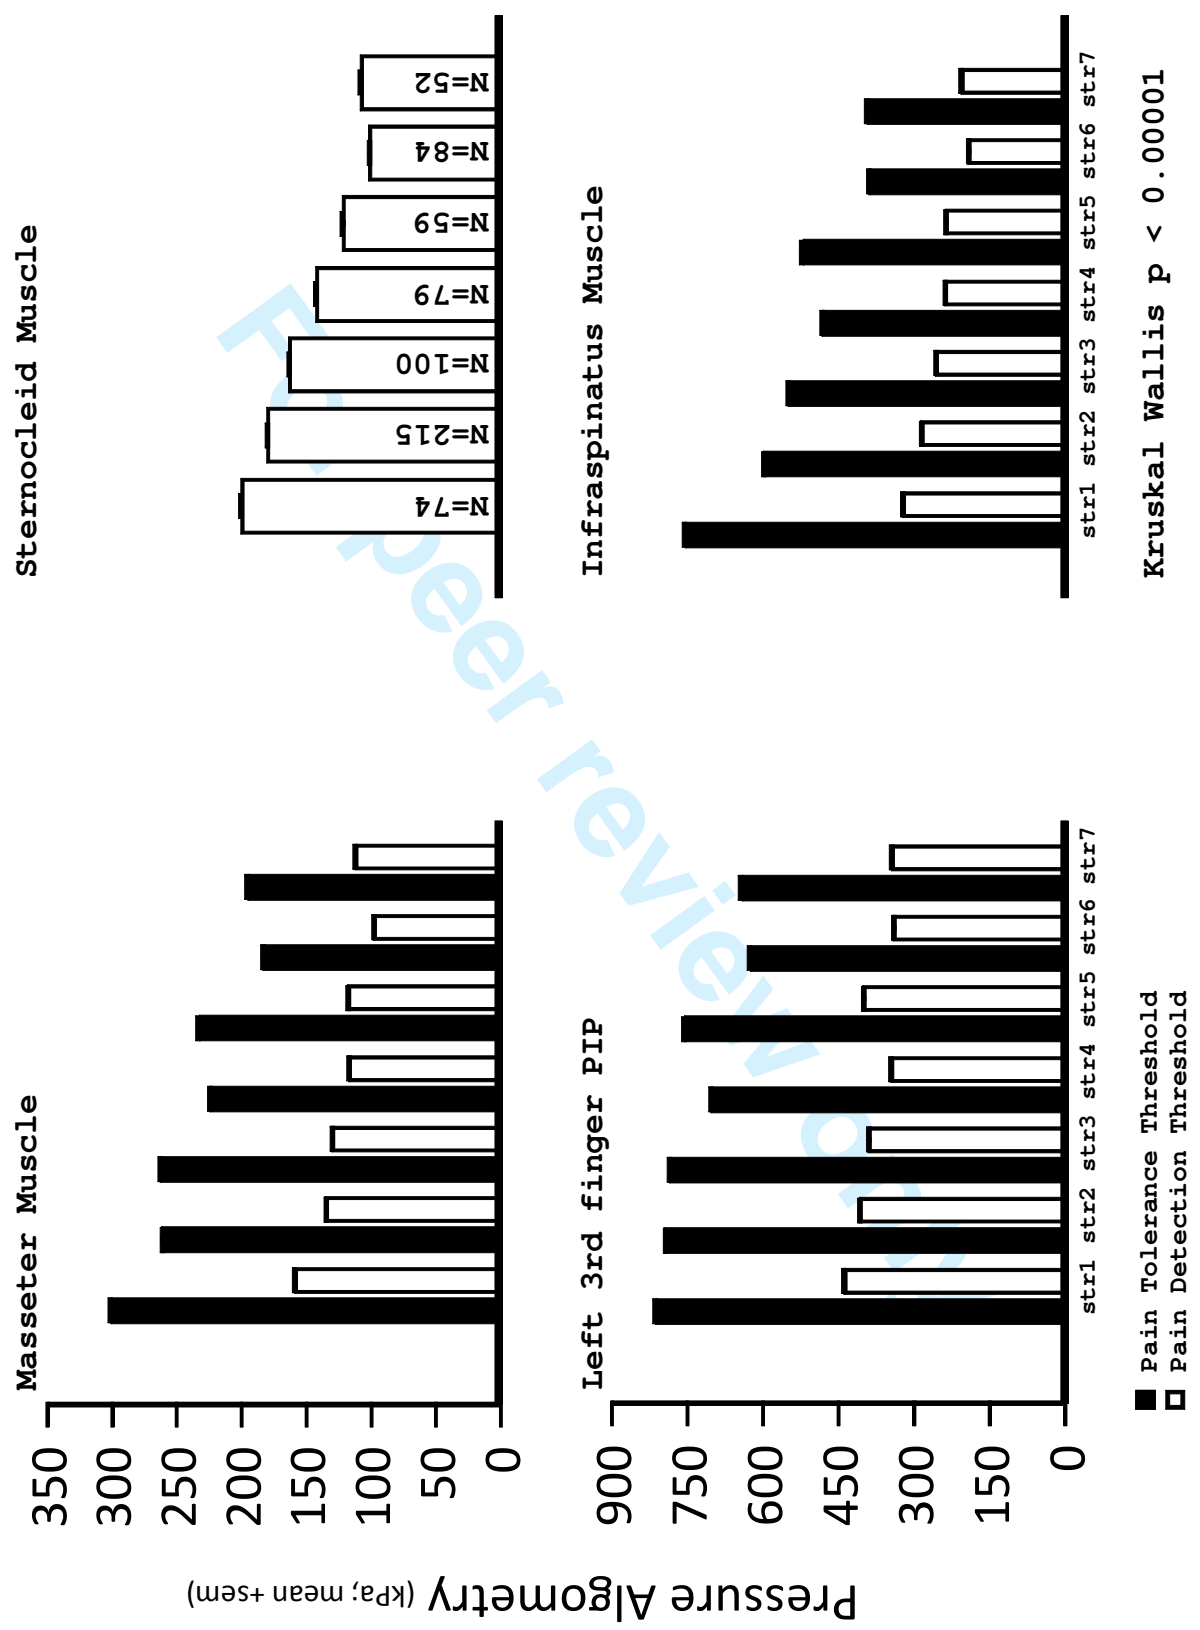 Pressure Algometry (kPa; mean +sem)
Masseter Muscle
350
300
250
200
150
100
50
0
Sternocleid Muscle
N=74
N=215
N=100
N=79
N=59
N=84
N=52
Left 3rd finger PIP
900
750
600
450
300
150
0
str1 str2 str3 str4 str5 str6 str7
Infraspinatus Muscle
str1 str2 str3 str4 str5 str6 str7
Pain Tolerance Threshold
Pain Detection Threshold
Kruskal Wallis p < 0.00001
For peer review only